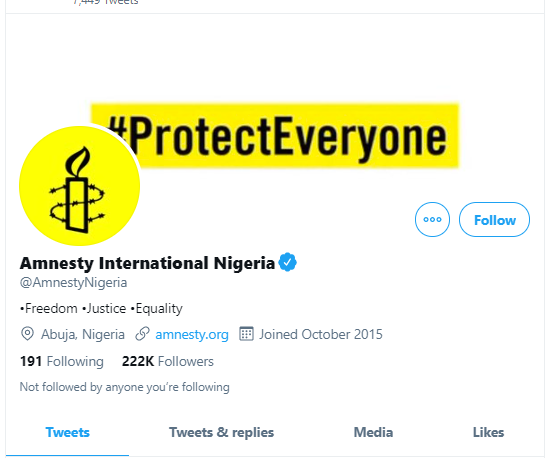 7,449 Tweets
#ProtectEveryone
Follow
Amnesty International Nigeria
@AmnestyNigeria
•Freedom •Justice •Equality
Abuja, Nigeria amnesty.org Joined October 2015
191 Following 222K Followers
Not followed by anyone you're following
Tweets Tweets & replies Media Likes